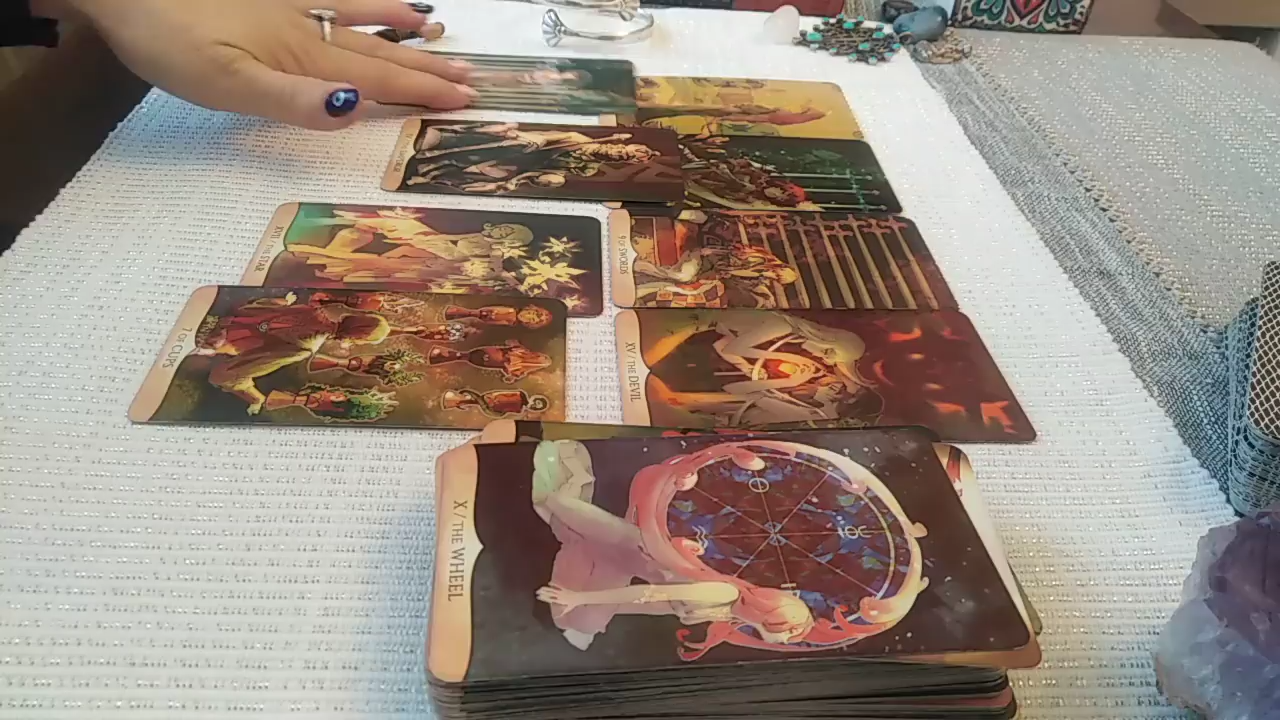 XVII / THE STAR
9 OF SWORDS
7 OF CUPS
XV / THE DEVIL
X / THE WHEEL